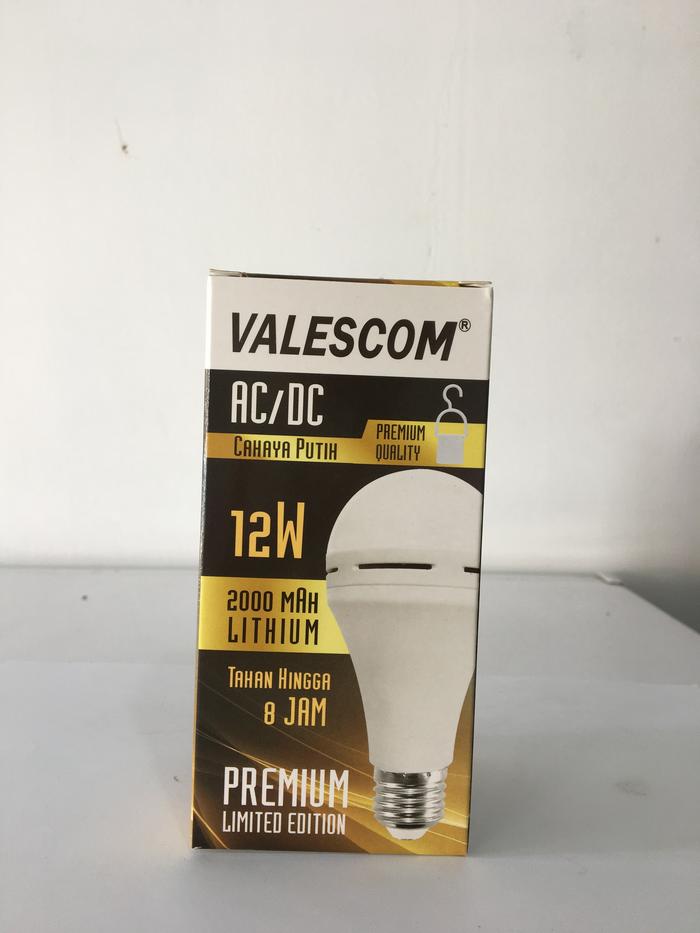 VALESCOM®
AC/DC
CAHAYA PUTIH
PREMIUM
QUALITY
12W
2000 MAH
LITHIUM
TAHAN HINGGA
8 JAM
PREMIUM
LIMITED EDITION